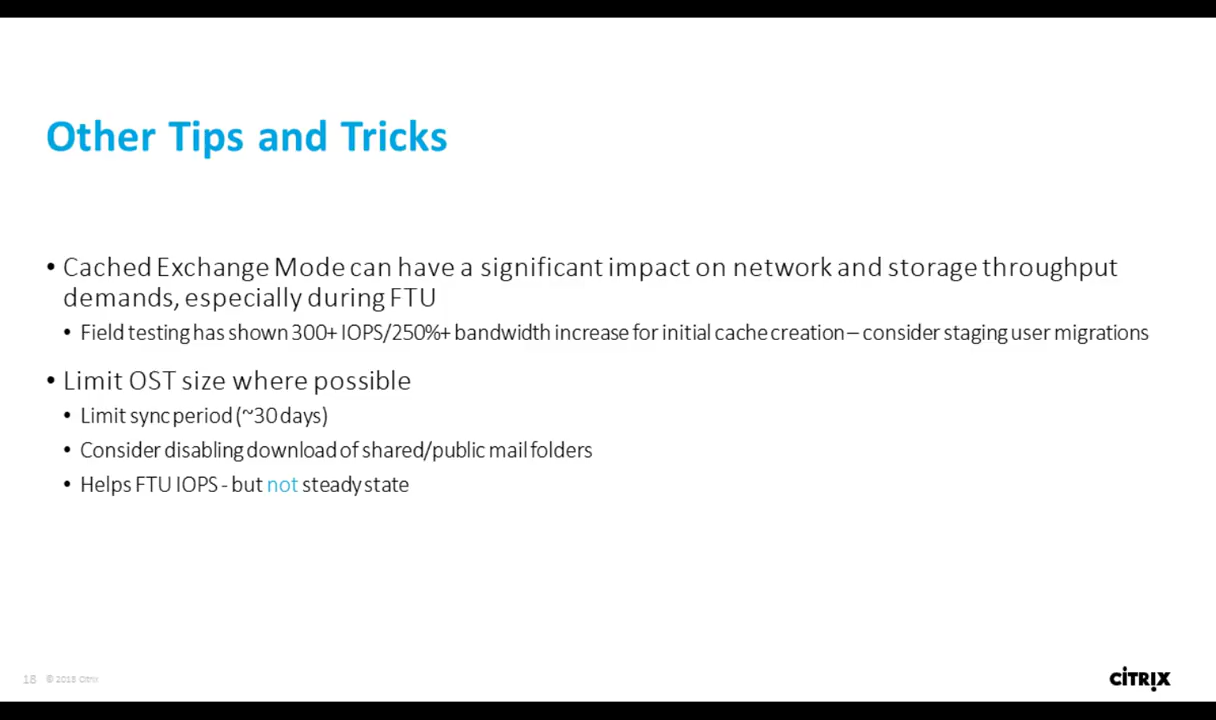 Other Tips and Tricks
• Cached Exchange Mode can have a significant impact on network and storage throughput
demands, especially during FTU
• Field testing has shown 300+ IOPS/250%+ bandwidth increase for initial cache creation – consider staging user migrations
• Limit OST size where possible
• Limit sync period (~30 days)
• Consider disabling download of shared/public mail folders
• Helps FTU IOPS - but not steady state
18 © 2018 Citrix
CİTRIX